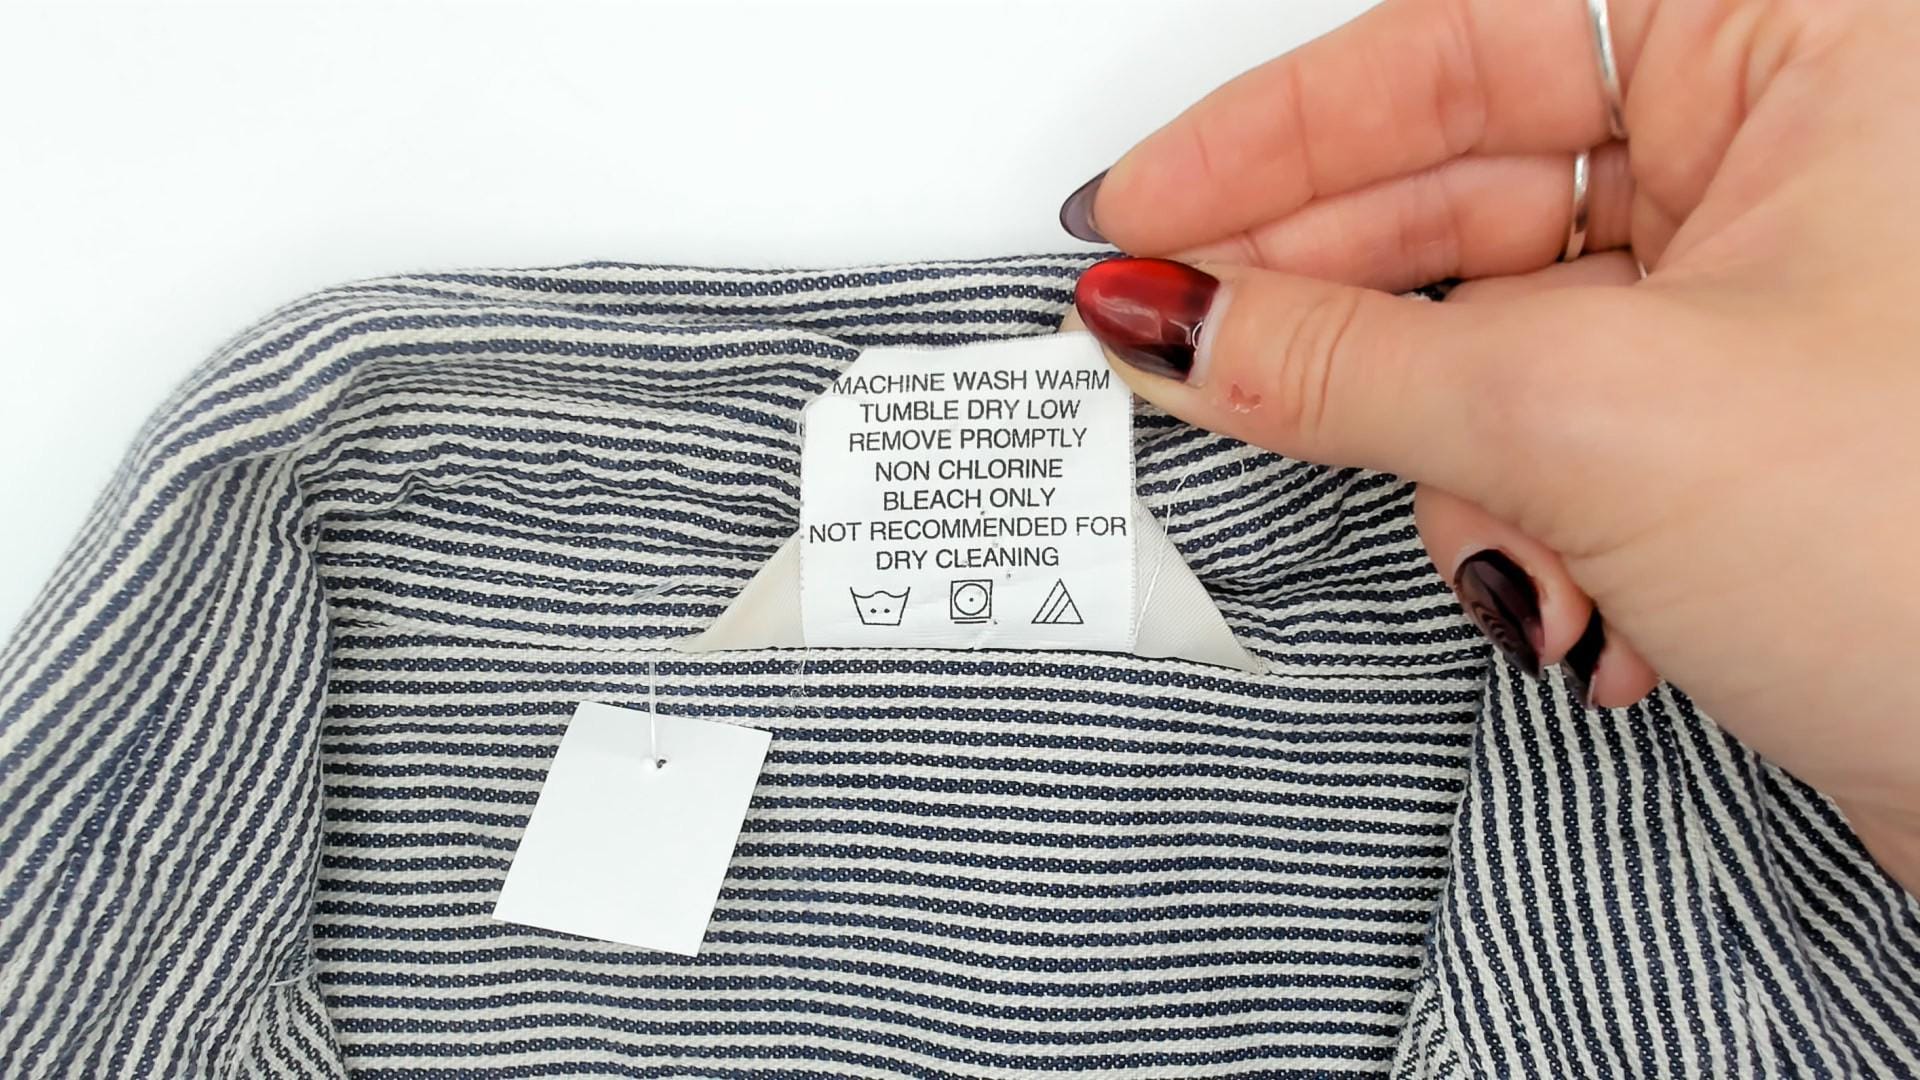 MACHINE WASH WARM
TUMBLE DRY LOW
REMOVE PROMPTLY
NON CHLORINE
BLEACH ONLY
NOT RECOMMENDED FOR
DRY CLEANING